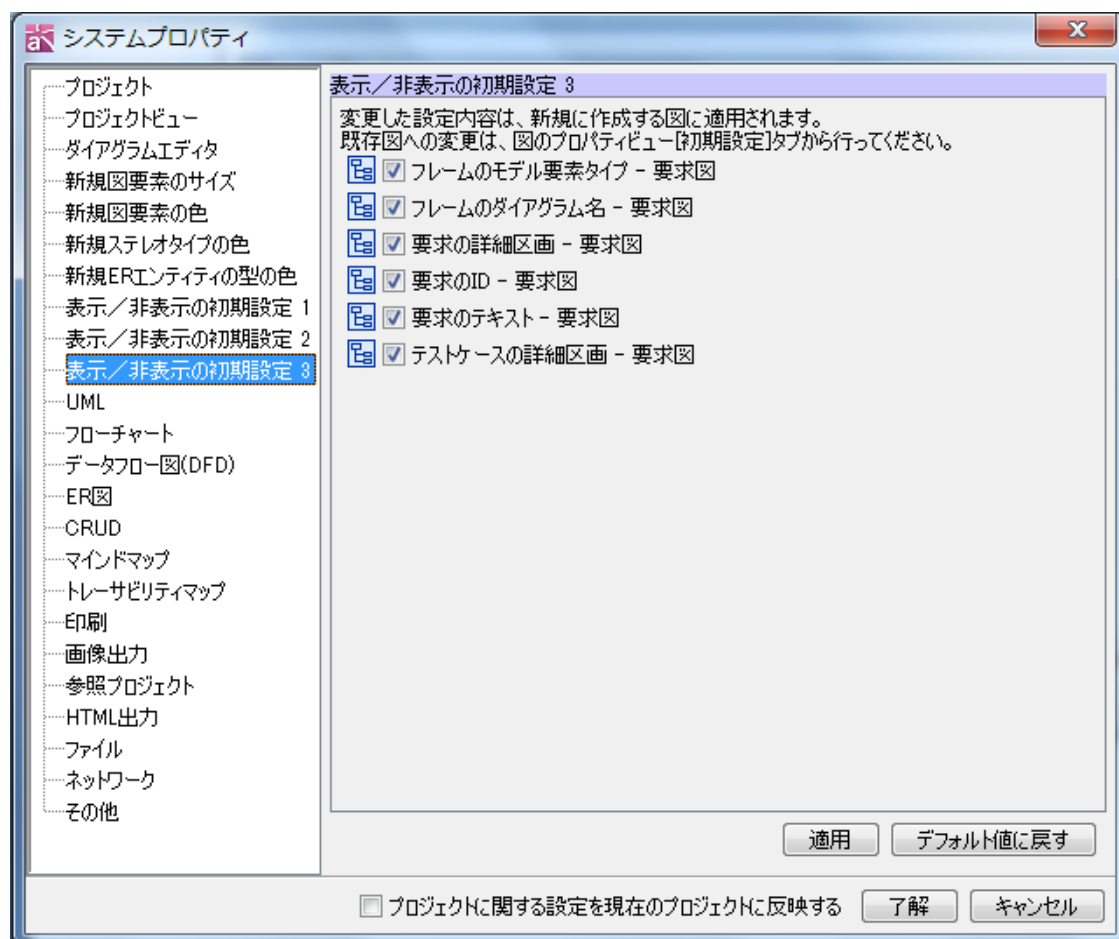 システムプロパティ
プロジェクト
プロジェクトビュー
ダイアグラムエディタ
新規図要素のサイズ
新規図要素の色
新規ステレオタイプの色
新規ERエンティティの型の色
表示／非表示の初期設定 1
表示／非表示の初期設定 2
表示／非表示の初期設定 3
UML
フローチャート
データフロー図(DFD)
ER図
CRUD
マインドマップ
トレーサビリティマップ
印刷
画像出力
参照プロジェクト
HTML出力
ファイル
ネットワーク
その他
表示／非表示の初期設定 3
変更した設定内容は、新規に作成する図に適用されます。
既存図への変更は、図のプロパティビュー[初期設定]タブから行ってください。
フレームのモデル要素タイプ - 要求図
フレームのダイアグラム名 - 要求図
要求の詳細区画 - 要求図
要求のID - 要求図
要求のテキスト - 要求図
テストケースの詳細区画 - 要求図
適用 デフォルト値に戻す
プロジェクトに関する設定を現在のプロジェクトに反映する 了解 キャンセル